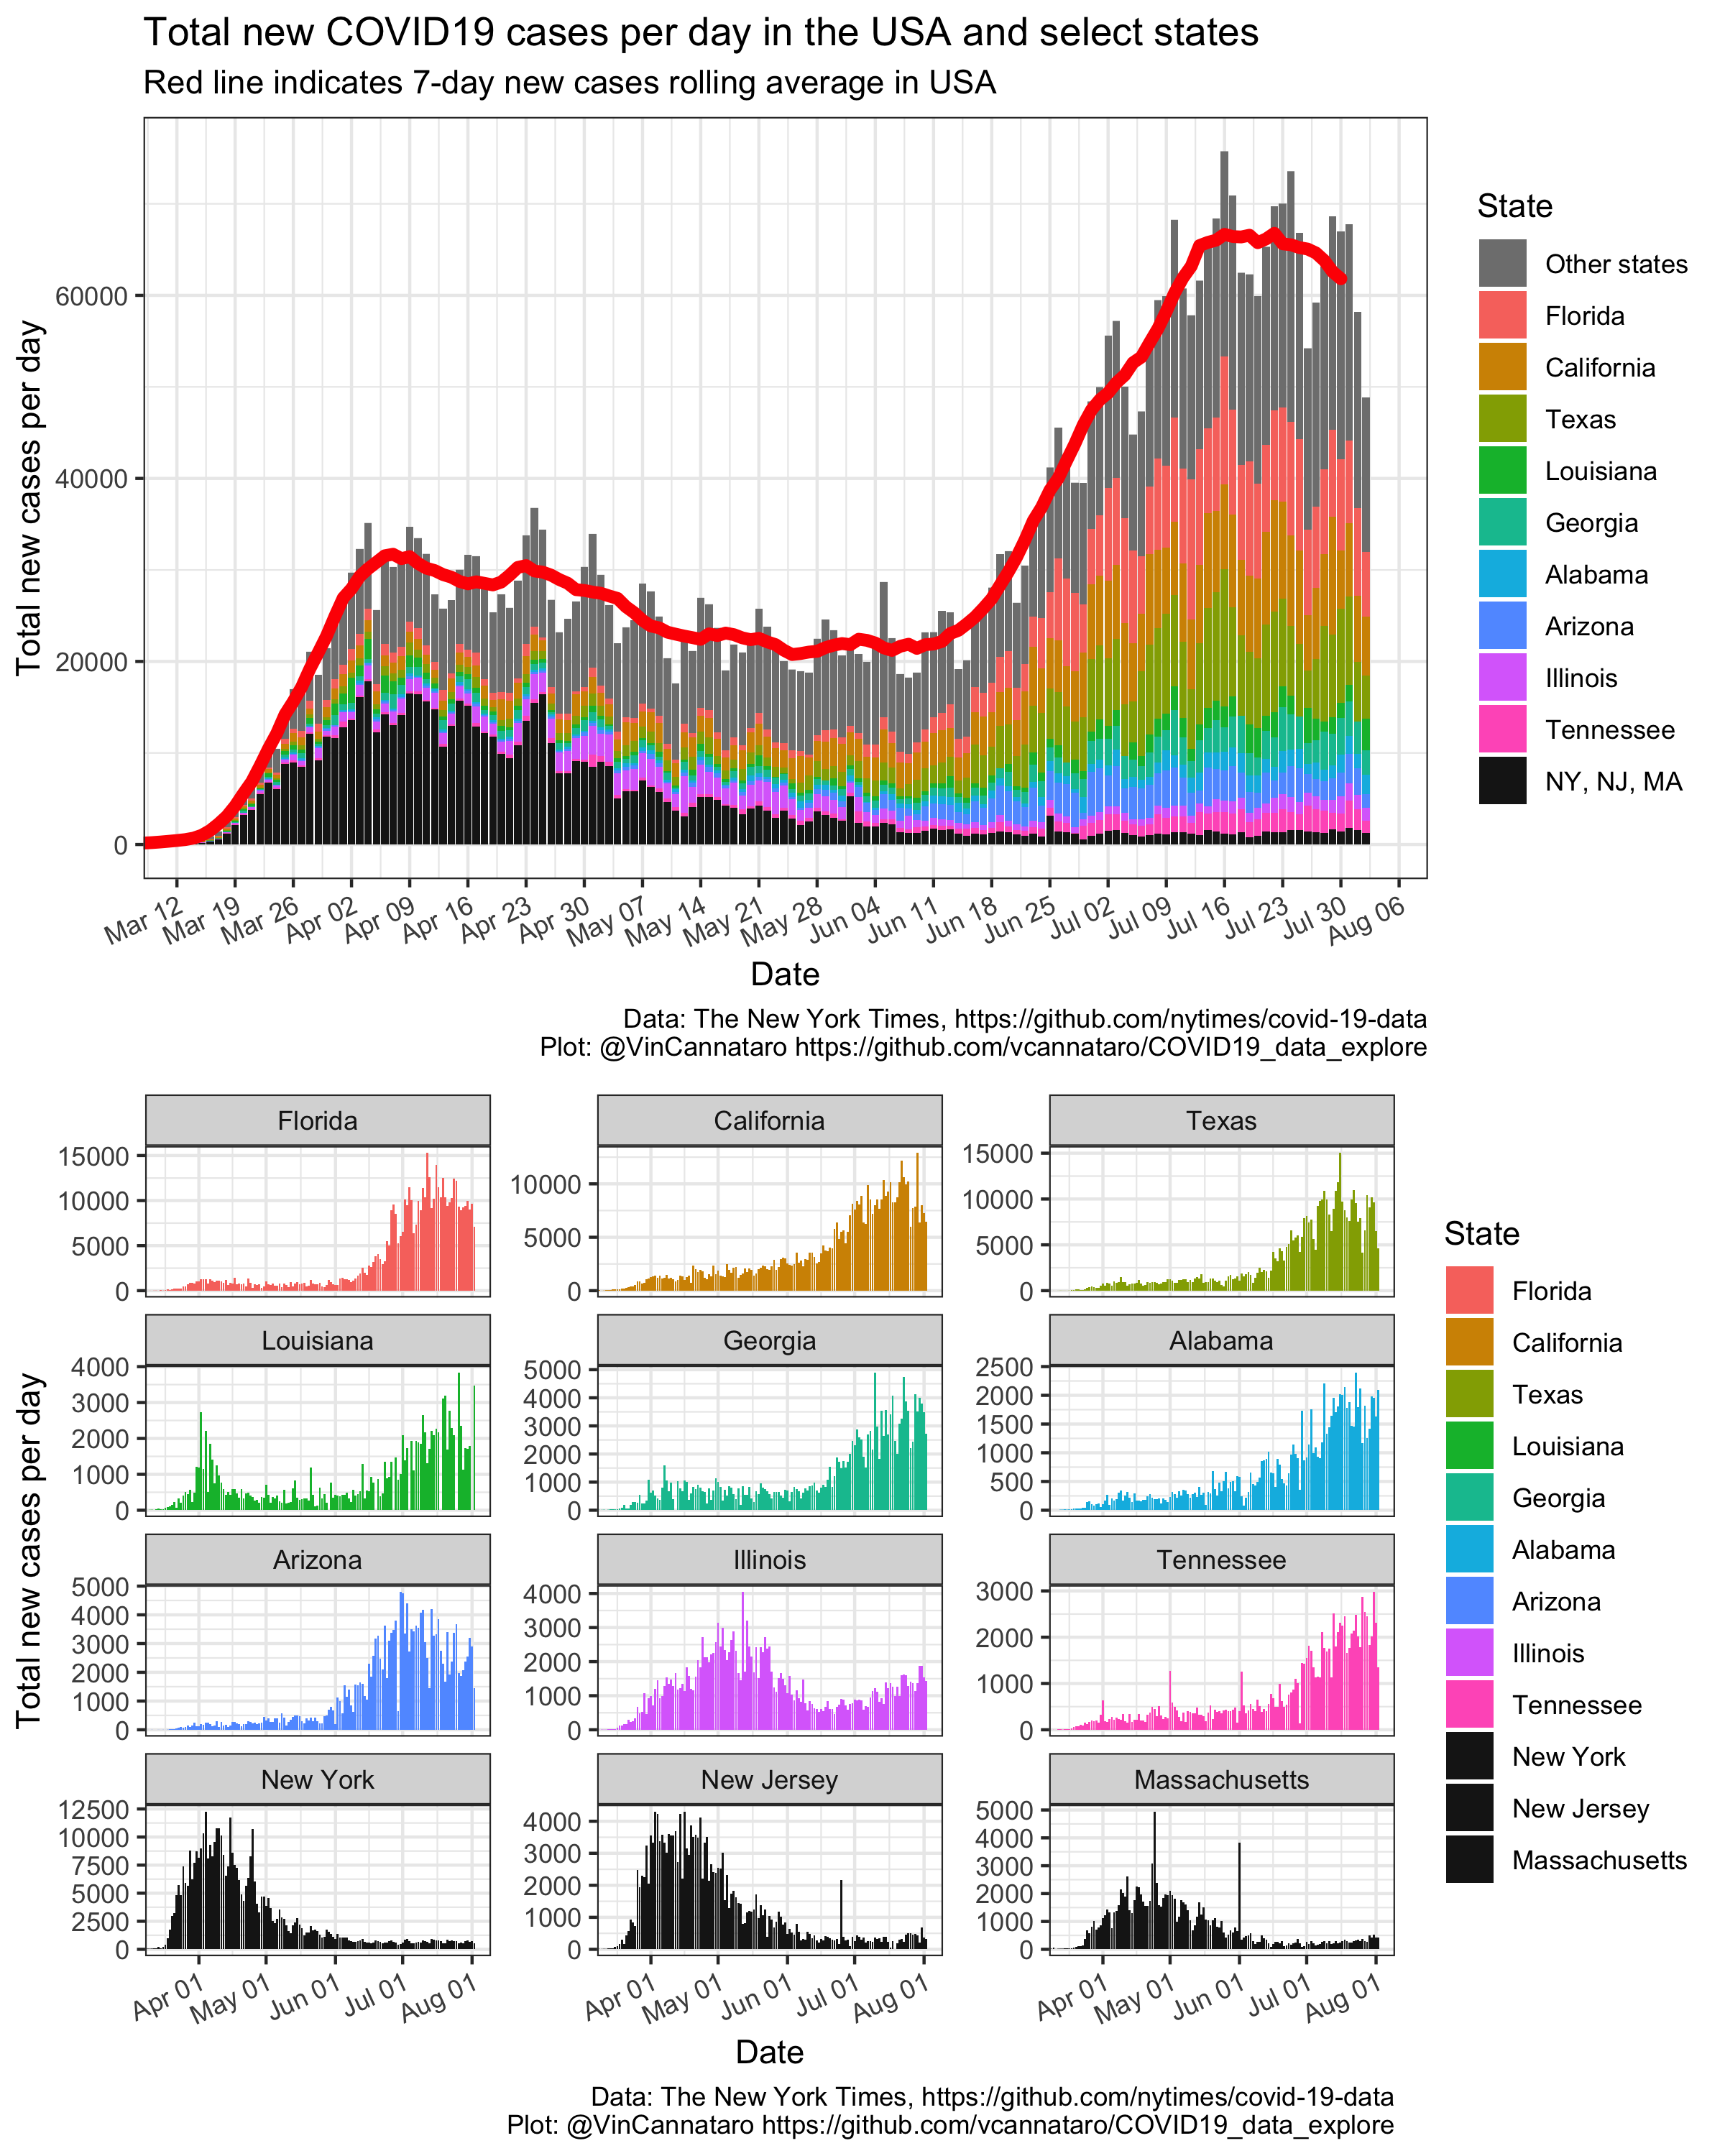 Total new COVID19 cases per day in the USA and select states
Red line indicates 7-day new cases rolling average in USA
Total new cases per day
60000
40000
20000
0
Mar 12
Mar 19
Mar 26
Apr 02
Apr 09
Apr 16
Apr 23
Apr 30
May 07
May 14
May 21
May 28
Jun 04
Jun 11
Jun 18
Jun 25
Jul 02
Jul 09
Jul 16
Jul 23
Jul 30
Aug 06
Date
State
Other states
Florida
California
Texas
Louisiana
Georgia
Alabama
Arizona
Illinois
Tennessee
NY, NJ, MA
Data: The New York Times, https://github.com/nytimes/covid-19-data
Plot: @VinCannataro https://github.com/vcannataro/COVID19_data_explore
Total new cases per day
Florida
15000
10000
5000
0
California
10000
5000
0
Texas
15000
10000
5000
0
Louisiana
4000
3000
2000
1000
0
Georgia
5000
4000
3000
2000
1000
0
Alabama
2500
2000
1500
1000
500
0
Arizona
5000
4000
3000
2000
1000
0
Illinois
4000
3000
2000
1000
0
Tennessee
3000
2000
1000
0
New York
12500
10000
7500
5000
2500
0
Apr 01
May 01
Jun 01
Jul 01
Aug 01
New Jersey
4000
3000
2000
1000
0
Apr 01
May 01
Jun 01
Jul 01
Aug 01
Massachusetts
5000
4000
3000
2000
1000
0
Apr 01
May 01
Jun 01
Jul 01
Aug 01
Date
State
Florida
California
Texas
Louisiana
Georgia
Alabama
Arizona
Illinois
Tennessee
New York
New Jersey
Massachusetts
Data: The New York Times, https://github.com/nytimes/covid-19-data
Plot: @VinCannataro https://github.com/vcannataro/COVID19_data_explore